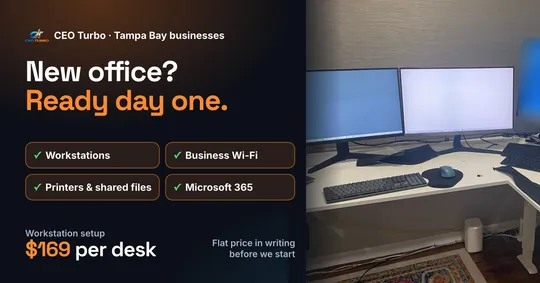 CEO Turbo · Tampa Bay businesses
New office?
Ready day one.
✓ Workstations
✓ Business Wi-Fi
✓ Printers & shared files
✓ Microsoft 365
Workstation setup
$169 per desk
Flat price in writing
before we start